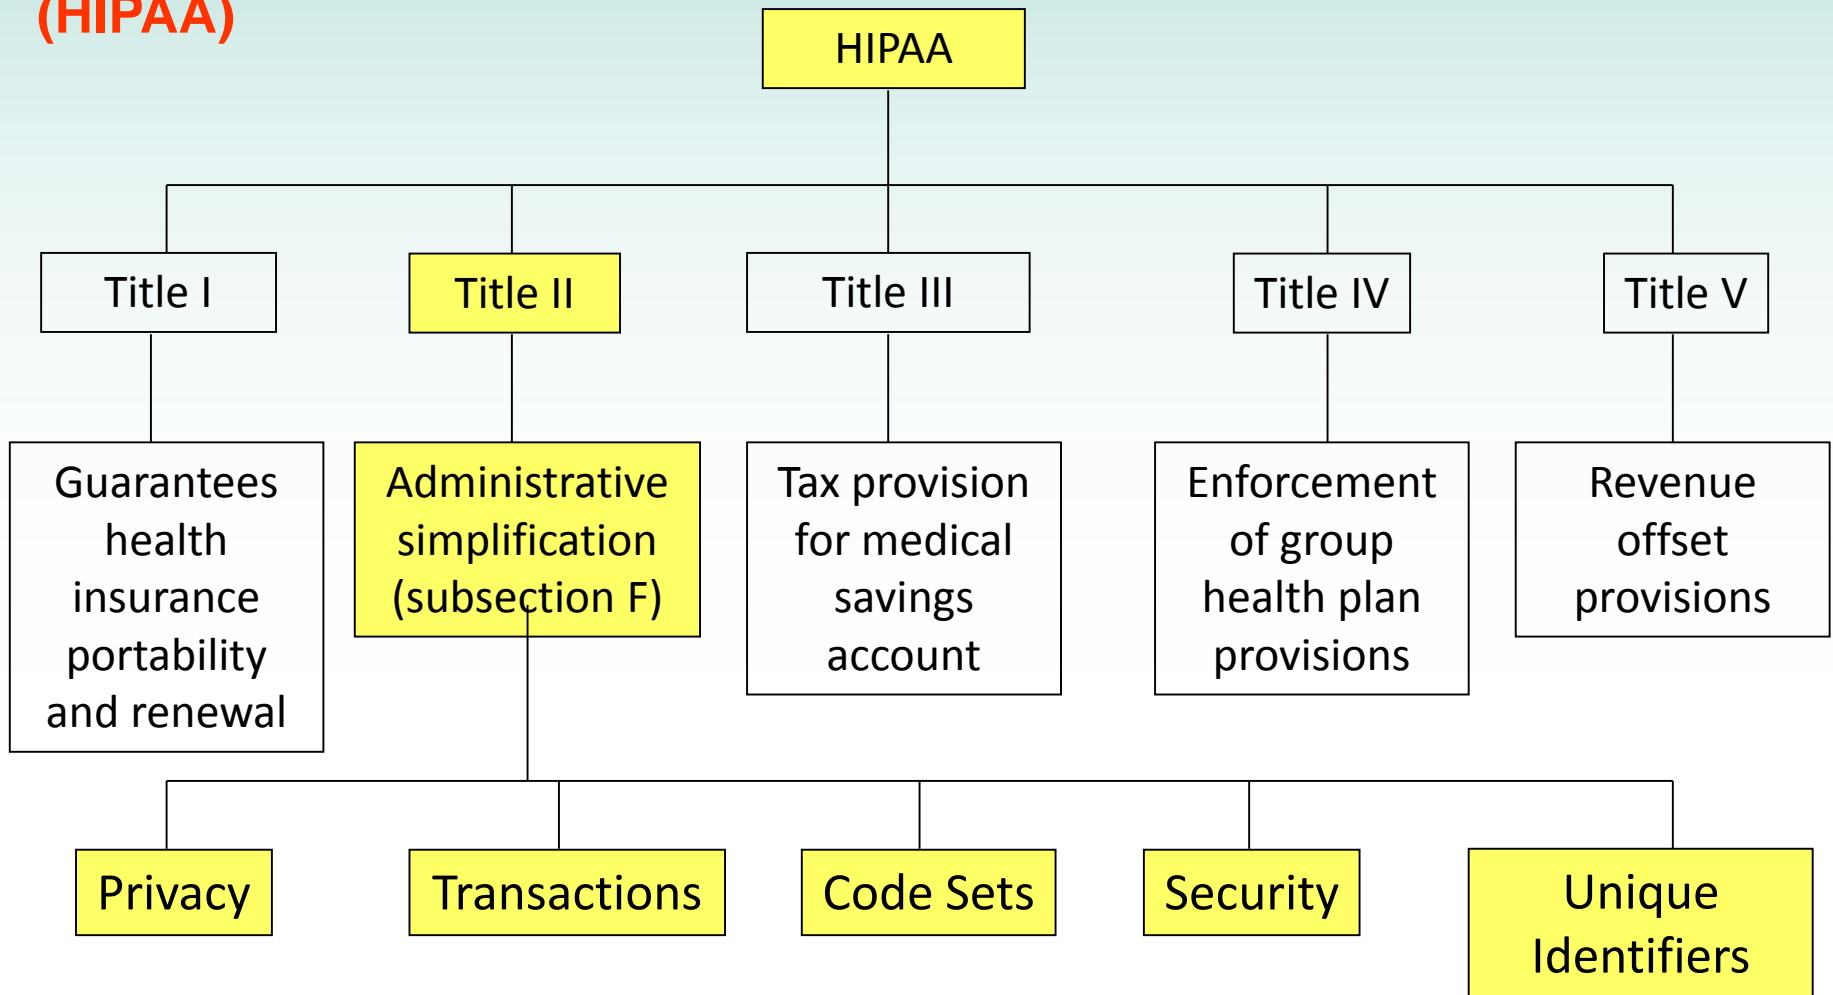 (HIPAA)
HIPAA
Title I
Title II
Title III
Title IV
Title V
Guarantees
health
insurance
portability
and renewal
Administrative
simplification
(subsection F)
Tax provision
for medical
savings
account
Enforcement
of group
health plan
provisions
Revenue
offset
provisions
Privacy
Transactions
Code Sets
Security
Unique
Identifiers